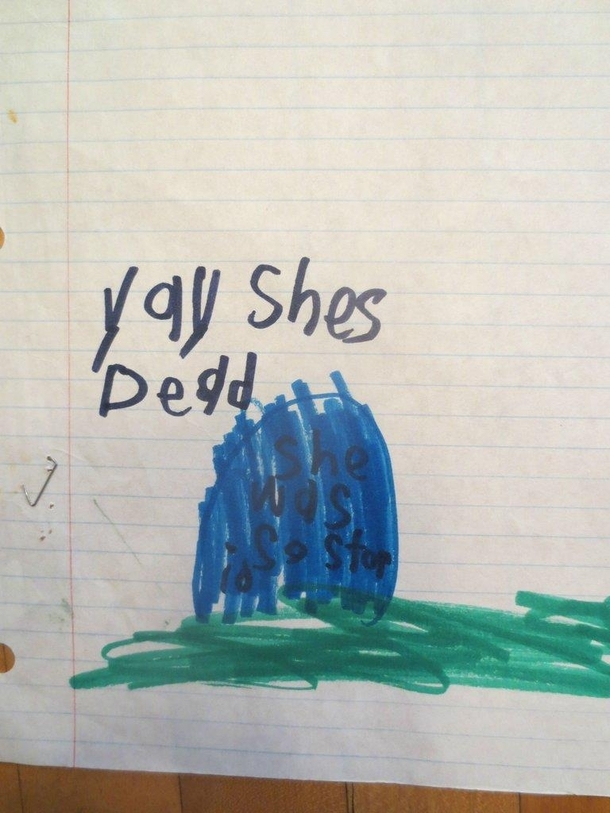 yay Shes
Dead
She
was
id So Stop